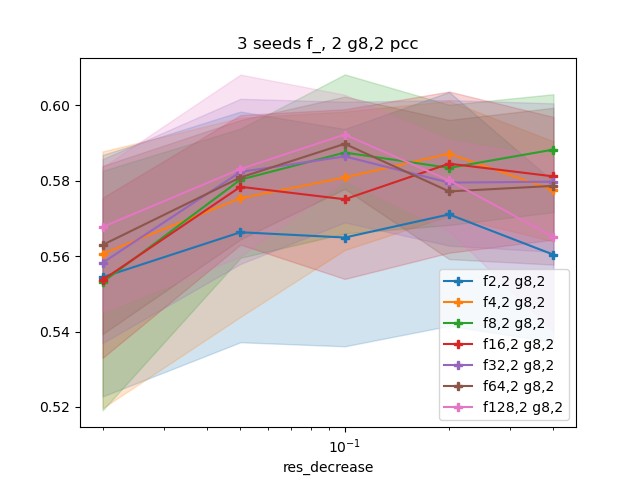 3 seeds f_, 2 g8,2 pcc
0.60
0.58
0.56
0.54
0.52
10⁻¹
res_decrease
f2,2 g8,2
f4,2 g8,2
f8,2 g8,2
f16,2 g8,2
f32,2 g8,2
f64,2 g8,2
f128,2 g8,2